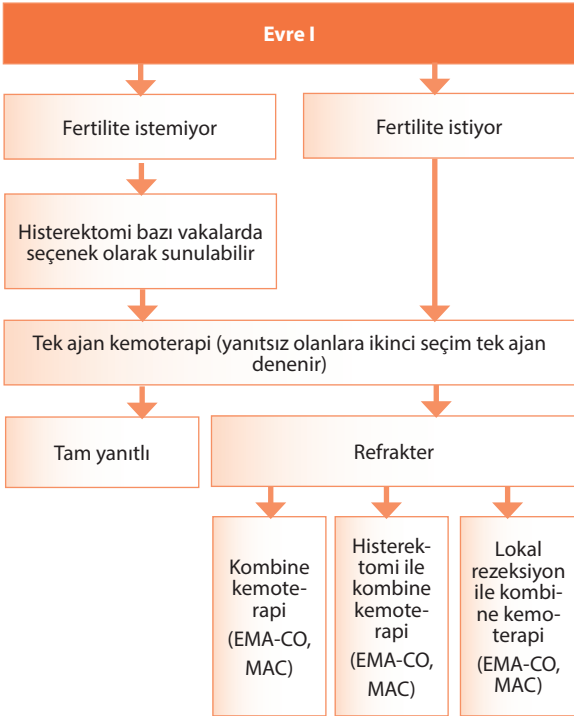 Evre I
Fertilite istemiyor
Fertilite istiyor
Histerektomi bazı vakalarda
seçenek olarak sunulabilir
Tek ajan kemoterapi (yanıtsız olanlara ikinci seçim tek ajan
denenir)
Tam yanıtlı
Refrakter
Kombine
kemote-
rapi
(EMA-CO,
MAC)
Histerek-
tomi ile
kombine
kemote-
rapi
(EMA-CO,
MAC)
Lokal
rezeksiyon
ile kombi-
ne kemo-
terapi
(EMA-CO,
MAC)